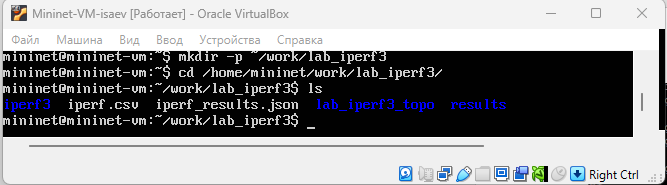 Mininet-VM-isaev [Работает] - Oracle VirtualBox
Файл Машина Вид Ввод Устройства Справка
mininet@mininet-vm:~$ mkdir -p ~/work/lab_iperf3
mininet@mininet-vm:~$ cd /home/mininet/work/lab_iperf3/
mininet@mininet-vm:~/work/lab_iperf3$ ls
iperf3 iperf.csv iperf_results.json lab_iperf3_topo results
mininet@mininet-vm:~/work/lab_iperf3$ _
Right Ctrl